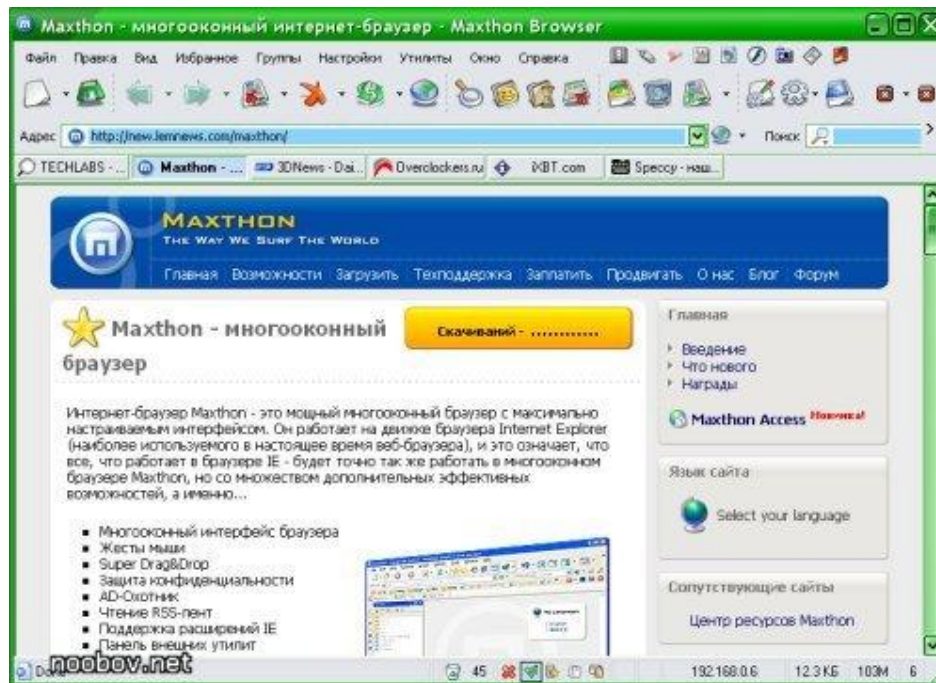 Maxthon - многооконный интернет-браузер - Maxthon Browser
Файл Правка Вид Избранное Группы Настройки Утилиты Окно Справка
Адрес http://new.lemnews.com/maxthon/ Поиск
TECHLABS - ... Maxthon - ... 3DNews - Dai... Overclockers.ru iXBT.com Speccy - наш...
MAXTHON
THE WAY WE SURF THE WORLD
Главная Возможности Загрузить Техподдержка Заплатить Продвигать О нас Блог Форум
Maxthon - многооконный
браузер
Скачиваний - ............
Интернет-браузер Maxthon - это мощный многооконный браузер с максимально
настраиваемым интерфейсом. Он работает на движке браузера Internet Explorer
(наиболее используемого в настоящее время веб-браузера), и это означает, что
все, что работает в браузере IE - будет точно так же работать в многооконном
браузере Maxthon, но со множеством дополнительных эффективных
возможностей, а именно...
Многооконный интерфейс браузера
Жесты мыши
Super Drag&Drop
Защита конфиденциальности
AD-Охотник
Чтение RSS-лент
Поддержка расширений IE
Панель внешних утилит
Главная
Введение
Что нового
Награды
Maxthon Access Новинка!
Язык сайта
Select your language
Сопутствующие сайты
Центр ресурсов Maxthon
noobov.net
45 192.168.0.6 12.3 КБ 103M 6